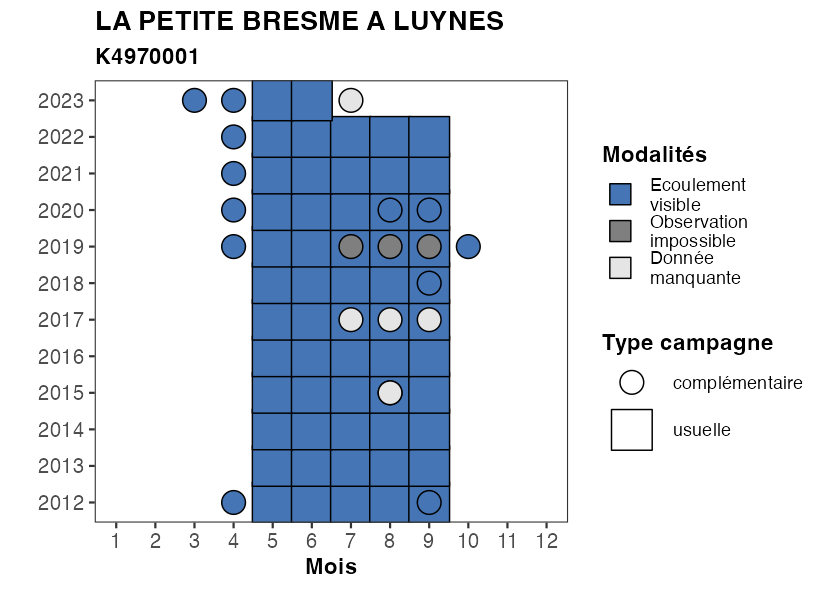 LA PETITE BRESME A LUYNES
K4970001
2023
2022
2021
2020
2019
2018
2017
2016
2015
2014
2013
2012
1 2 3 4 5 6 7 8 9 10 11 12
Mois
Modalités
Ecoulement
visible
Observation
impossible
Donnée
manquante
Type campagne
complémentaire
usuelle